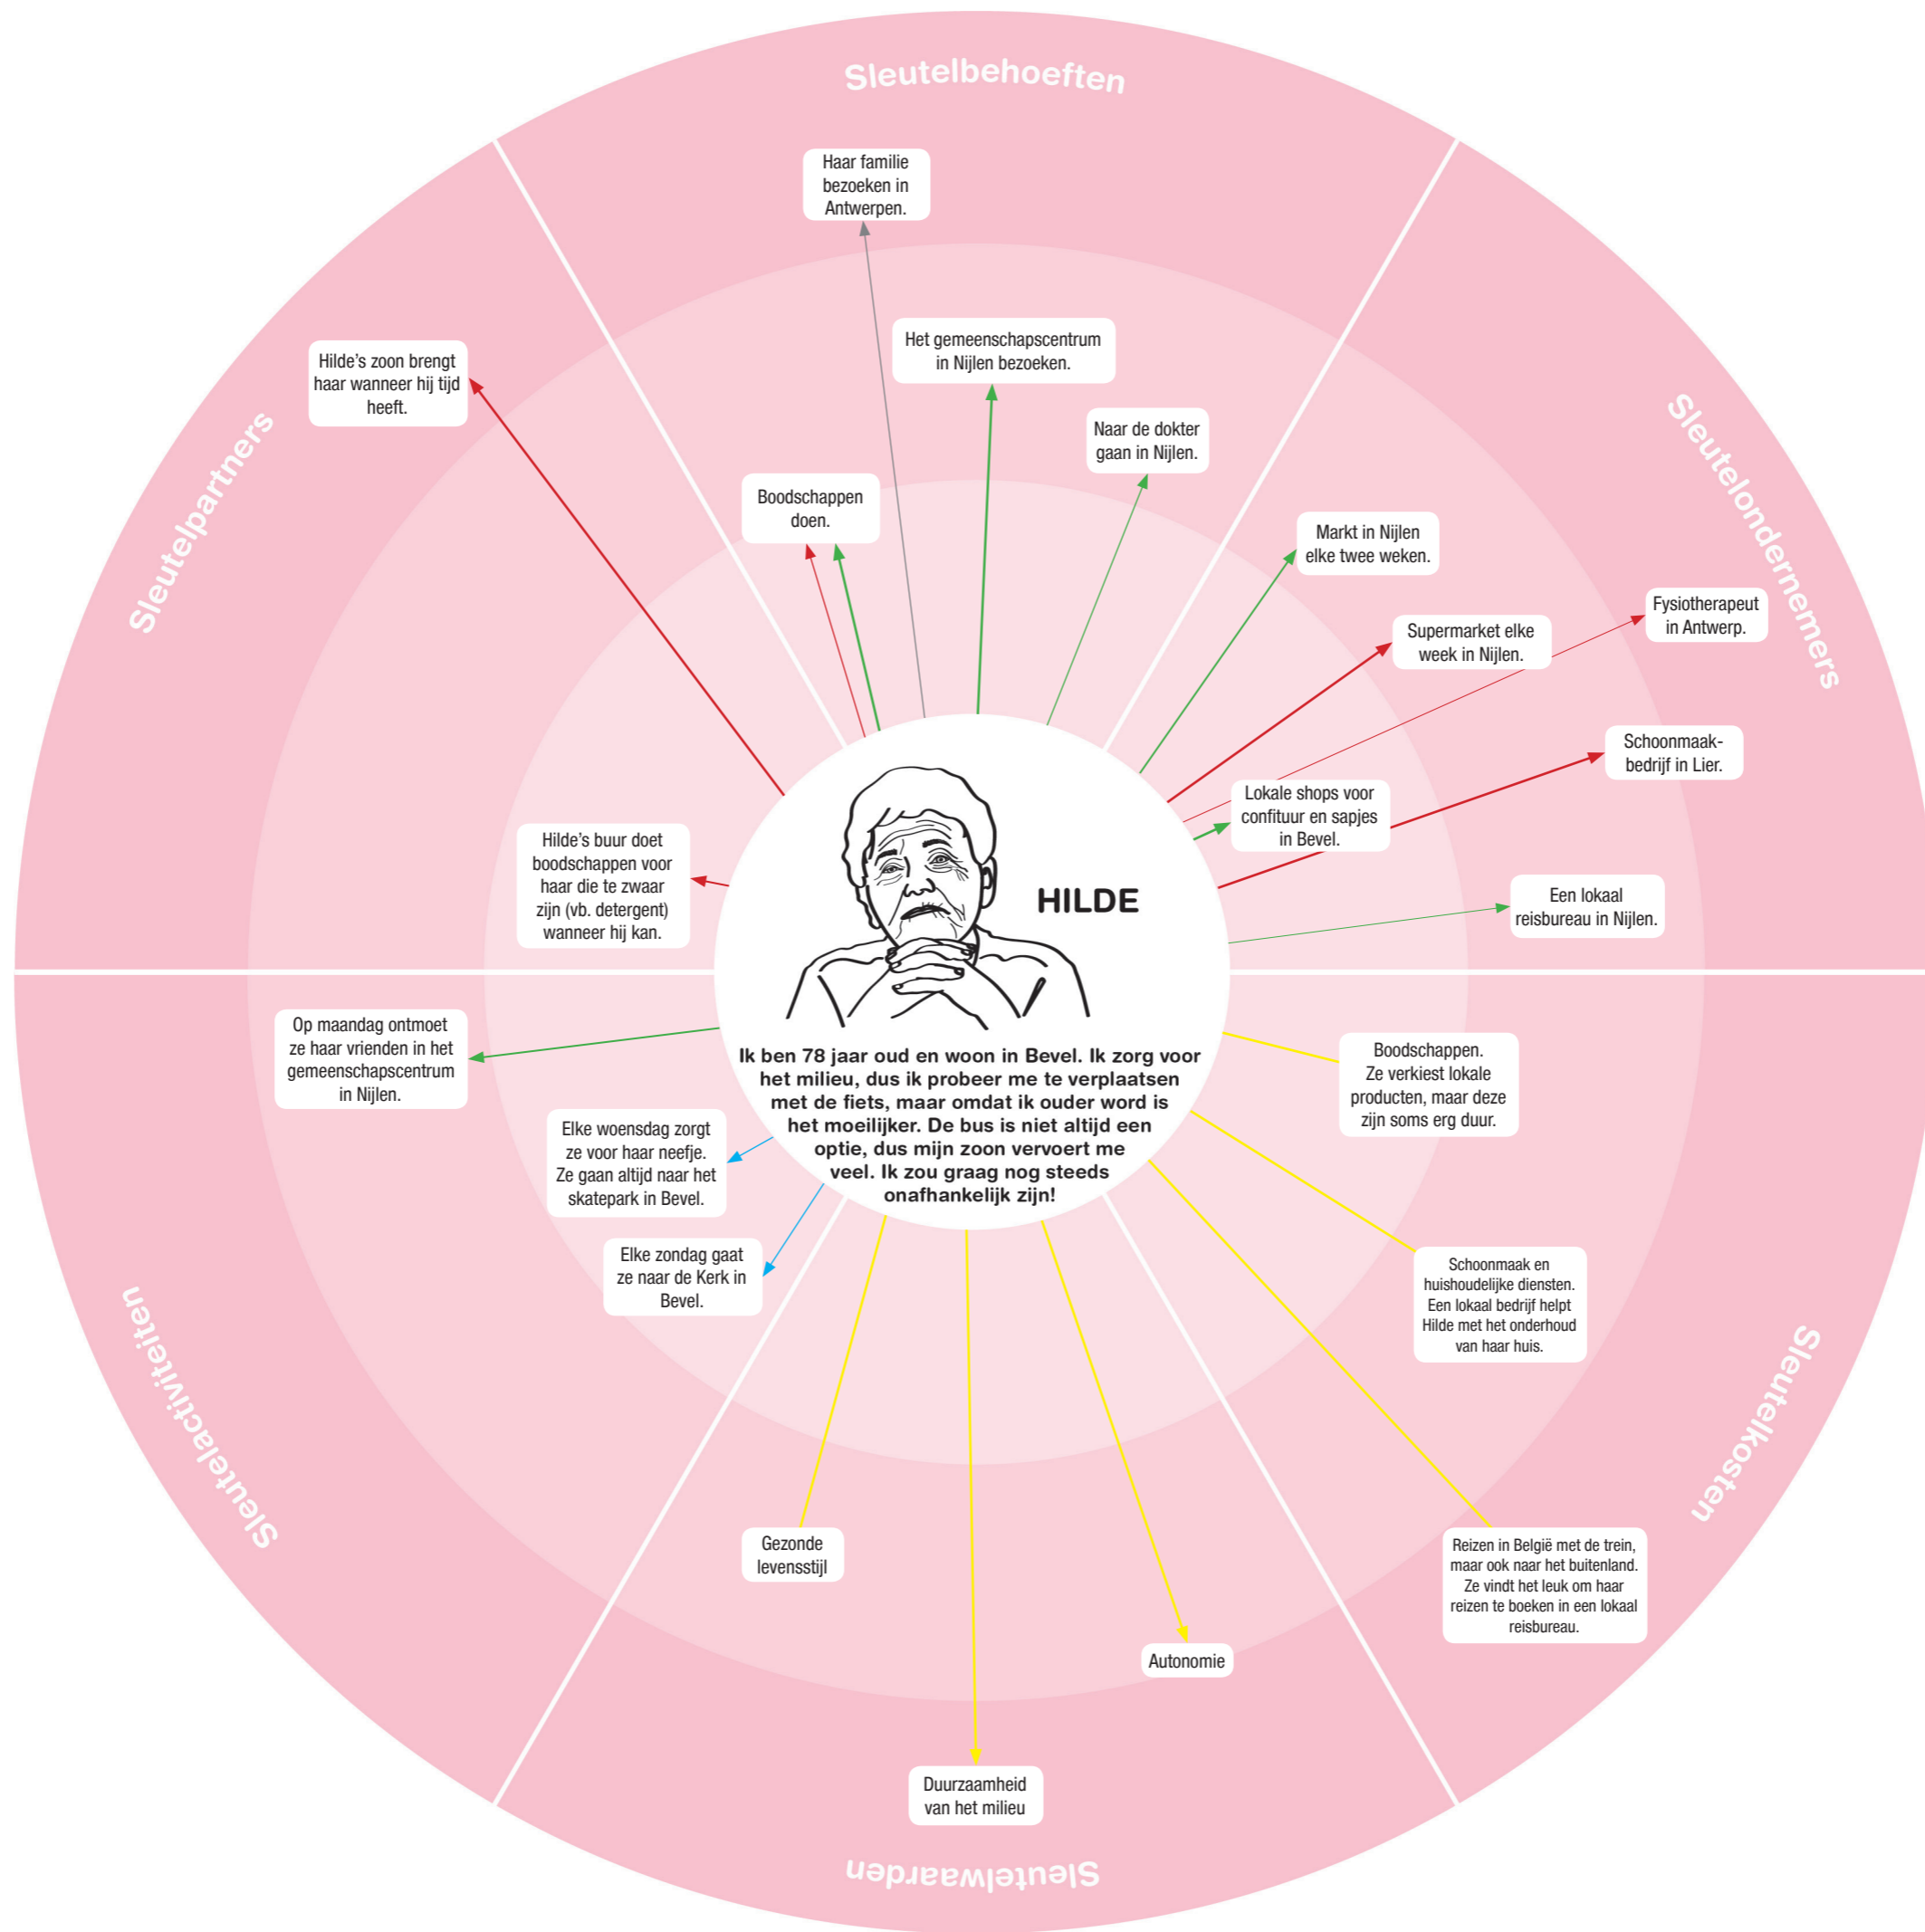 Sleutelbehoeften
Haar familie
bezoeken in
Antwerpen.
Het gemeenschapscentrum
in Nijlen bezoeken.
Naar de dokter
gaan in Nijlen.
Boodschappen
doen.
Sleutelpartners
Hilde's zoon brengt
haar wanneer hij tijd
heeft.
Hilde's buur doet
boodschappen voor
haar die te zwaar
zijn (vb. detergent)
wanneer hij kan.
Sleutelondernemers
Markt in Nijlen
elke twee weken.
Supermarket elke
week in Nijlen.
Fysiotherapeut
in Antwerp.
Schoonmaak-
bedrijf in Lier.
Lokale shops voor
confituur en sapjes
in Bevel.
Een lokaal
reisbureau in Nijlen.
HILDE
Ik ben 78 jaar oud en woon in Bevel. Ik zorg voor
het milieu, dus ik probeer me te verplaatsen
met de fiets, maar omdat ik ouder word is
het moeilijker. De bus is niet altijd een
optie, dus mijn zoon vervoert me
veel. Ik zou graag nog steeds
onafhankelijk zijn!
Op maandag ontmoet
ze haar vrienden in het
gemeenschapscentrum
in Nijlen.
Elke woensdag zorgt
ze voor haar neefje.
Ze gaan altijd naar het
skatepark in Bevel.
Elke zondag gaat
ze naar de Kerk in
Bevel.
Sleutelactiviteiten
Boodschappen.
Ze verkiest lokale
producten, maar deze
zijn soms erg duur.
Schoonmaak en
huishoudelijke diensten.
Een lokaal bedrijf helpt
Hilde met het onderhoud
van haar huis.
Reizen in België met de trein,
maar ook naar het buitenland.
Ze vindt het leuk om haar
reizen te boeken in een lokaal
reisbureau.
Sleutelkosten
Gezonde
levensstijl
Autonomie
Duurzaamheid
van het milieu
Sleutelwaarden